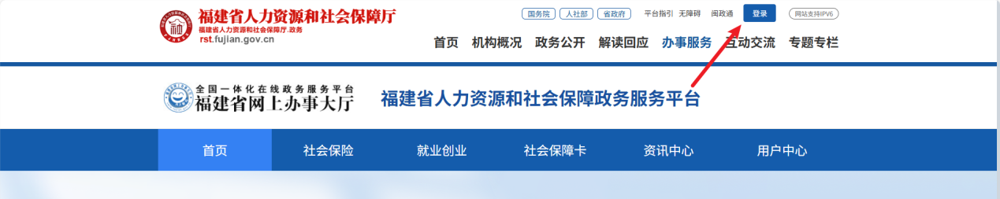 福建省人力资源和社会保障厅
福建省人力资源和社会保障厅.政务
rst.fujian.gov.cn
国务院 人社部 省政府 平台指引 无障碍 闽政通 登录 网站支持IPV6
首页 机构概况 政务公开 解读回应 办事服务 互动交流 专题专栏
全国一体化在线政务服务平台
福建省网上办事大厅
福建省人力资源和社会保障政务服务平台
首页 社会保险 就业创业 社会保障卡 资讯中心 用户中心